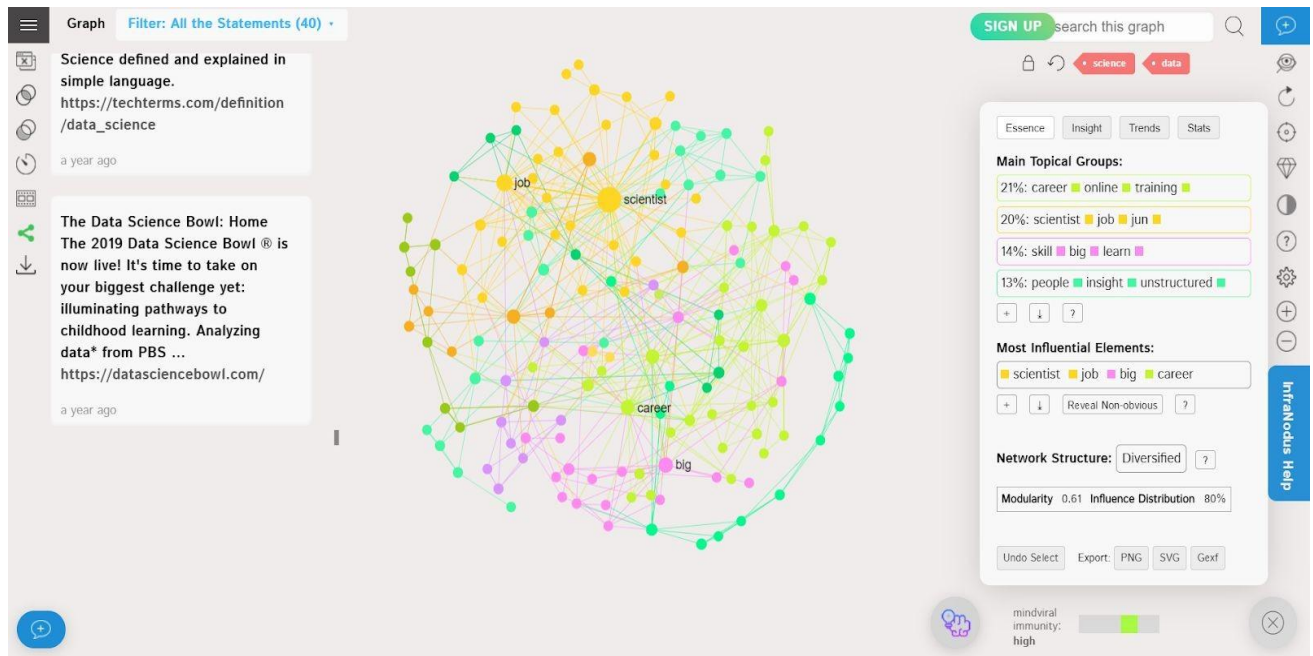 Graph
Filter: All the Statements (40)
SIGN UP
search this graph
Science defined and explained in
simple language.
https://techterms.com/definition
/data_science
a year ago
The Data Science Bowl: Home
The 2019 Data Science Bowl ® is
now live! It's time to take on
your biggest challenge yet:
illuminating pathways to
childhood learning. Analyzing
data* from PBS ...
https://datasciencebowl.com/
a year ago
job
scientist
career
big
science
data
Essence
Insight
Trends
Stats
Main Topical Groups:
21%: career online training
20%: scientist job jun
14%: skill big learn
13%: people insight unstructured
+ ↓ ?
Most Influential Elements:
scientist job big career
+ ↓ Reveal Non-obvious ?
Network Structure: Diversified ?
Modularity 0.61 Influence Distribution 80%
Undo Select Export: PNG SVG Gexf
InfraNodus Help
mindviral
immunity:
high